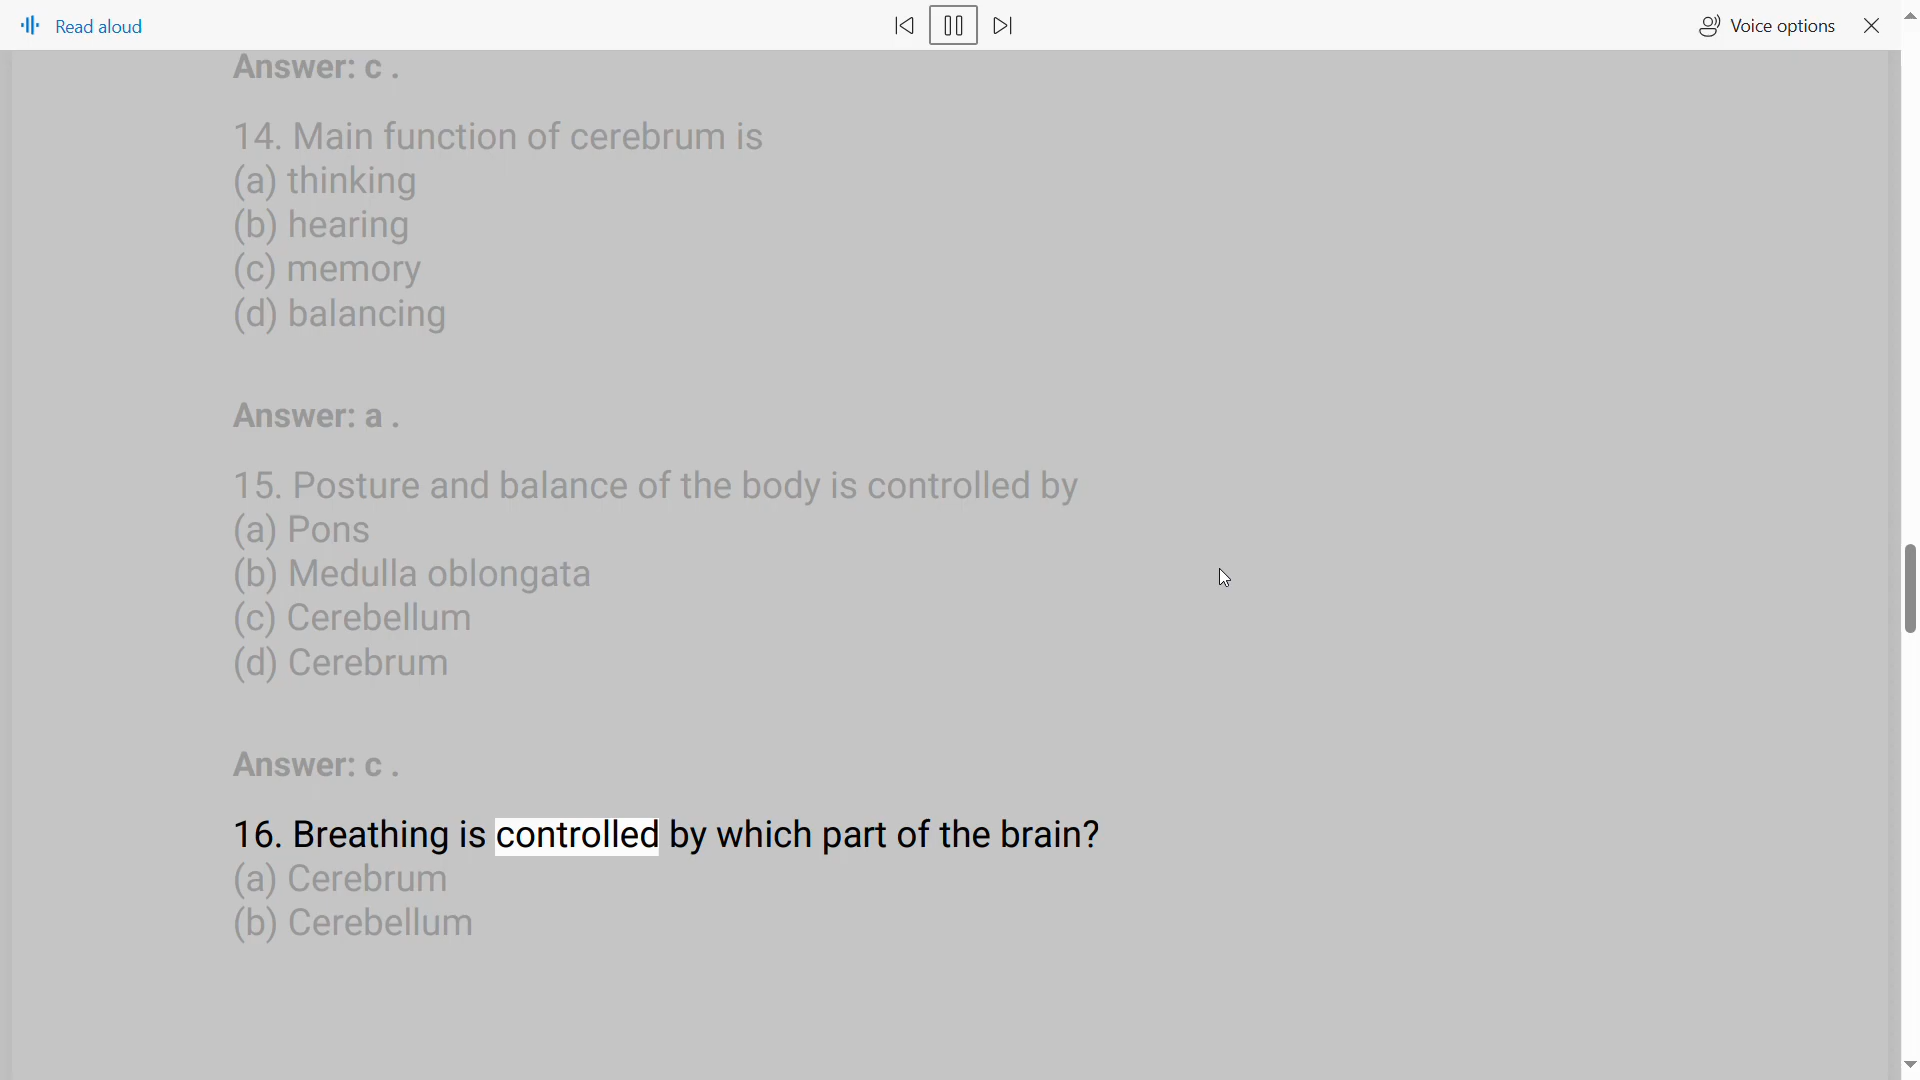 Read aloud
Voice options
Answer: c .
14. Main function of cerebrum is
(a) thinking
(b) hearing
(c) memory
(d) balancing
Answer: a .
15. Posture and balance of the body is controlled by
(a) Pons
(b) Medulla oblongata
(c) Cerebellum
(d) Cerebrum
Answer: c .
16. Breathing is controlled by which part of the brain?
(a) Cerebrum
(b) Cerebellum